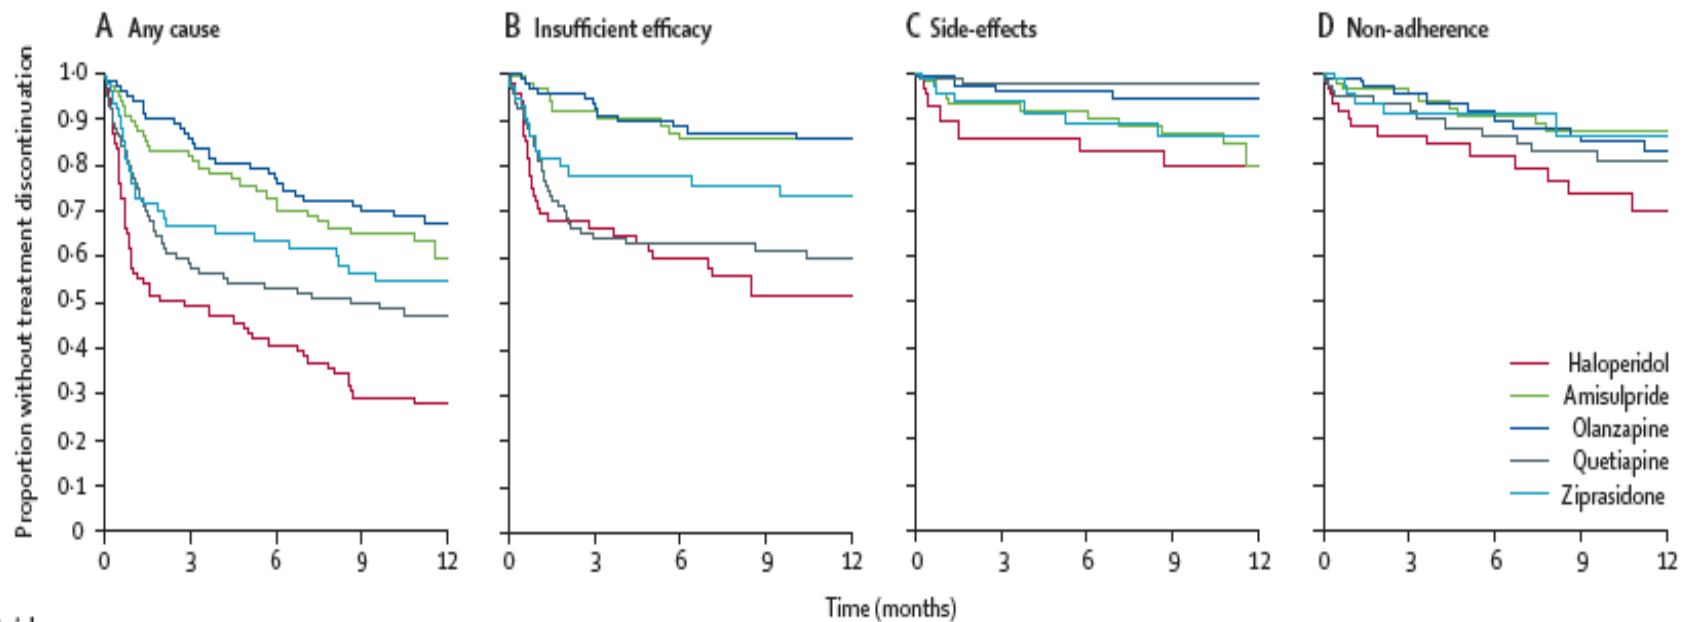 A Any cause
B Insufficient efficacy
C Side-effects
D Non-adherence
Proportion without treatment discontinuation
1·0
0·9
0·8
0·7
0·6
0·5
0·4
0·3
0·2
0·1
0
0 3 6 9 12
0 3 6 9 12
0 3 6 9 12
0 3 6 9 12
Haloperidol
Amisulpride
Olanzapine
Quetiapine
Ziprasidone
Time (months)